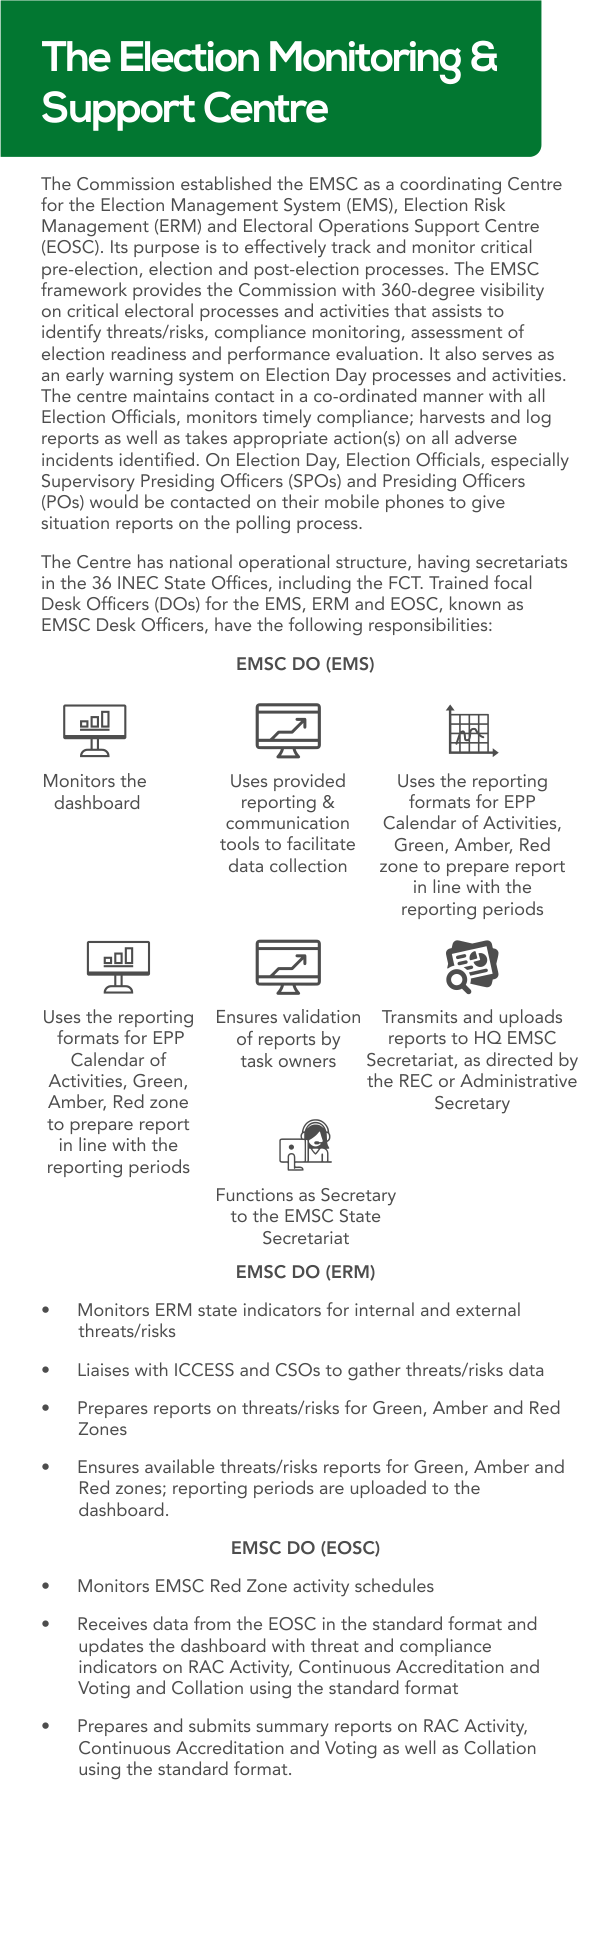 The Election Monitoring &
Support Centre
The Commission established the EMSC as a coordinating Centre
for the Election Management System (EMS), Election Risk
Management (ERM) and Electoral Operations Support Centre
(EOSC). Its purpose is to effectively track and monitor critical
pre-election, election and post-election processes. The EMSC
framework provides the Commission with 360-degree visibility
on critical electoral processes and activities that assists to
identify threats/risks, compliance monitoring, assessment of
election readiness and performance evaluation. It also serves as
an early warning system on Election Day processes and activities.
The centre maintains contact in a co-ordinated manner with all
Election Officials, monitors timely compliance; harvests and log
reports as well as takes appropriate action(s) on all adverse
incidents identified. On Election Day, Election Officials, especially
Supervisory Presiding Officers (SPOs) and Presiding Officers
(POs) would be contacted on their mobile phones to give
situation reports on the polling process.
The Centre has national operational structure, having secretariats
in the 36 INEC State Offices, including the FCT. Trained focal
Desk Officers (DOs) for the EMS, ERM and EOSC, known as
EMSC Desk Officers, have the following responsibilities:
EMSC DO (EMS)
Monitors the
dashboard
Uses provided
reporting &
communication
tools to facilitate
data collection
Uses the reporting
formats for EPP
Calendar of Activities,
Green, Amber, Red
zone to prepare report
in line with the
reporting periods
Uses the reporting
formats for EPP
Calendar of
Activities, Green,
Amber, Red zone
to prepare report
in line with the
reporting periods
Ensures validation
of reports by
task owners
Transmits and uploads
reports to HQ EMSC
Secretariat, as directed by
the REC or Administrative
Secretary
Functions as Secretary
to the EMSC State
Secretariat
EMSC DO (ERM)
• Monitors ERM state indicators for internal and external
threats/risks
• Liaises with ICCESS and CSOs to gather threats/risks data
• Prepares reports on threats/risks for Green, Amber and Red
Zones
• Ensures available threats/risks reports for Green, Amber and
Red zones; reporting periods are uploaded to the
dashboard.
EMSC DO (EOSC)
• Monitors EMSC Red Zone activity schedules
• Receives data from the EOSC in the standard format and
updates the dashboard with threat and compliance
indicators on RAC Activity, Continuous Accreditation and
Voting and Collation using the standard format
• Prepares and submits summary reports on RAC Activity,
Continuous Accreditation and Voting as well as Collation
using the standard format.